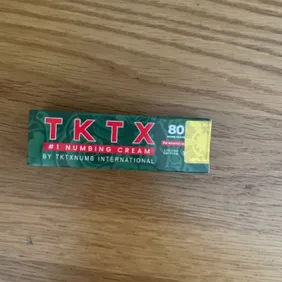 TKTX
80
#1 NUMBING CREAM
BY TKTXNUMB INTERNATIONAL